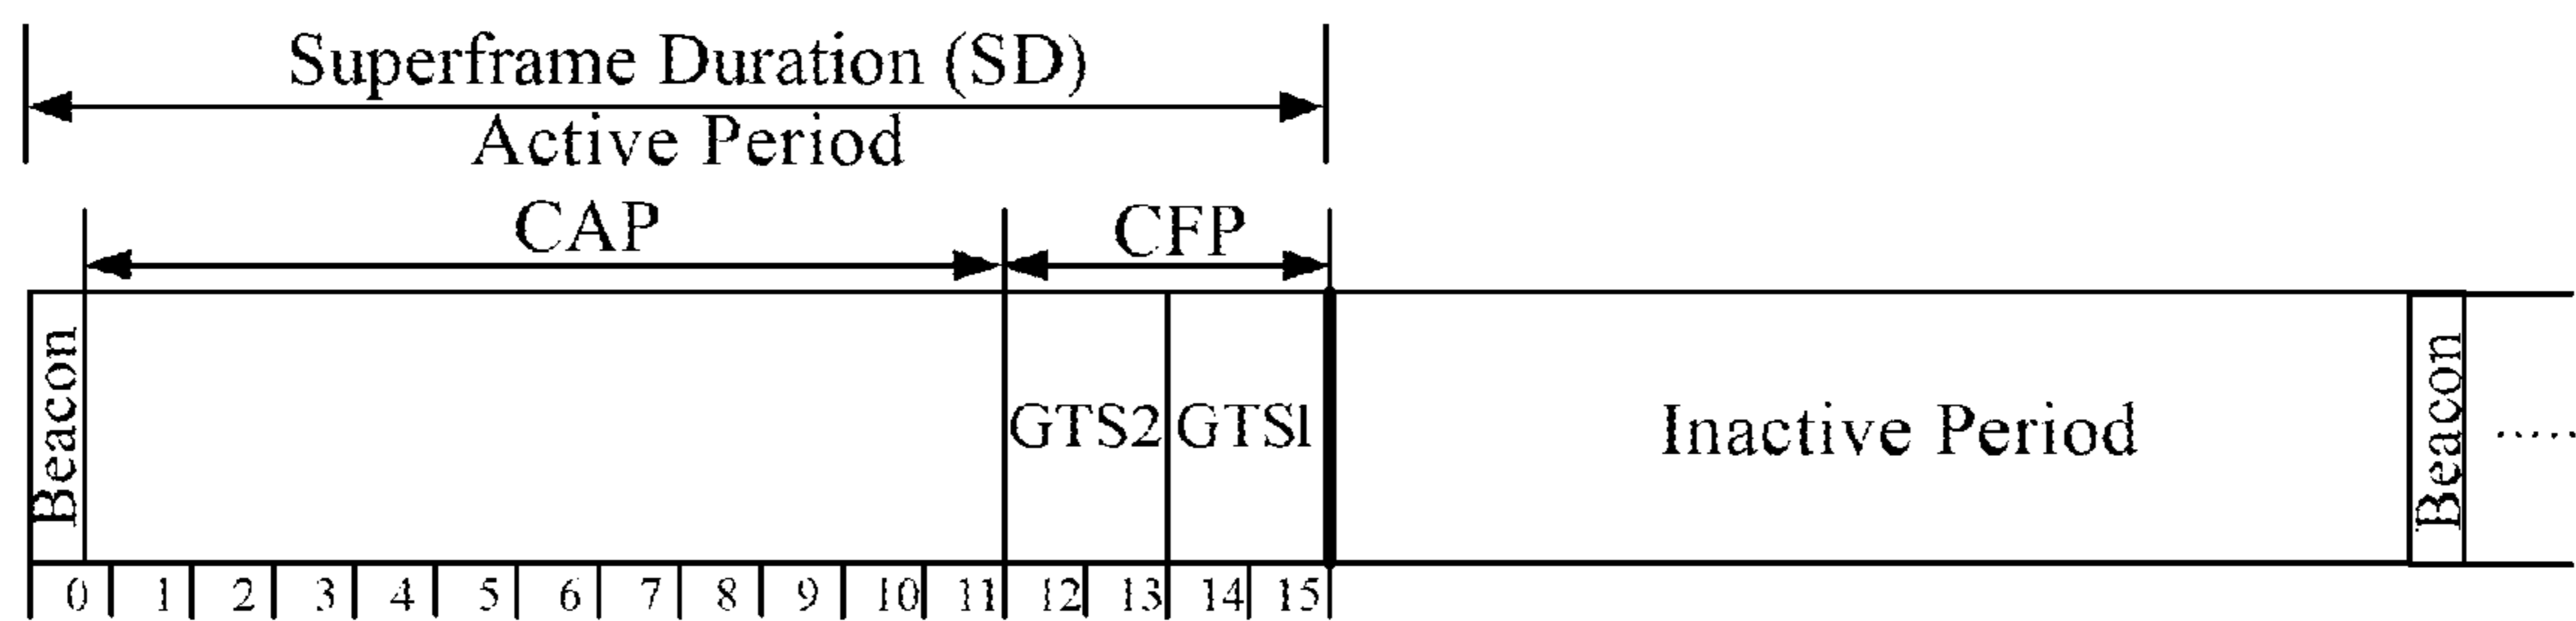 Superframe Duration (SD)
Active Period
CAP
CFP
Beacon
GTS2
GTS1
Inactive Period
Beacon
.....
0 1 2 3 4 5 6 7 8 9 10 11 12 13 14 15